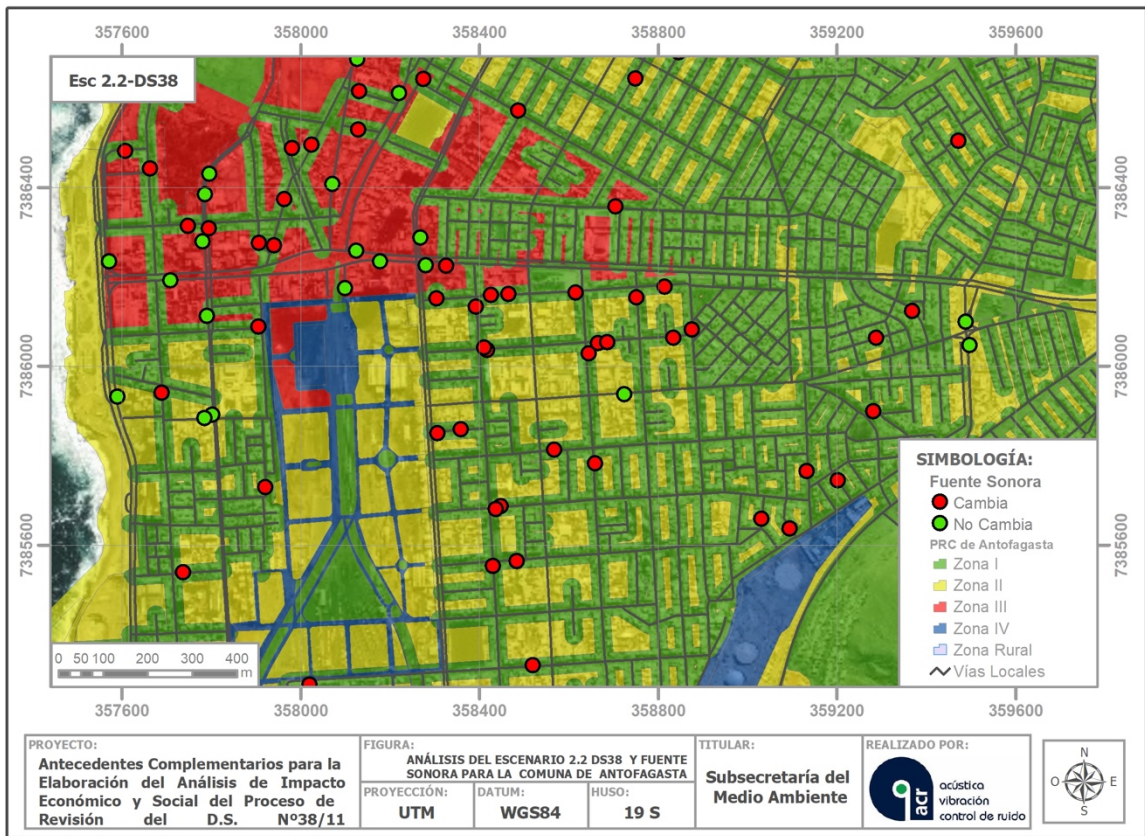 357600 358000 358400 358800 359200 359600
Esc 2.2-DS38
7386400 7386400
7386000 7386000
7385600 7385600
SIMBOLOGÍA:
Fuente Sonora
Cambia
No Cambia
PRC de Antofagasta
Zona I
Zona II
Zona III
Zona IV
Zona Rural
Vías Locales
0 50 100 200 300 400
m
357600 358000 358400 358800 359200 359600
PROYECTO:
Antecedentes Complementarios para la
Elaboración del Análisis de Impacto
Económico y Social del Proceso de
Revisión del D.S. Nº38/11
FIGURA:
ANÁLISIS DEL ESCENARIO 2.2 DS38 Y FUENTE
SONORA PARA LA COMUNA DE ANTOFAGASTA
PROYECCIÓN:
UTM
DATUM:
WGS84
HUSO:
19 S
TITULAR:
Subsecretaría del
Medio Ambiente
REALIZADO POR:
acr
acústica
vibración
control de ruido
N
O E
S